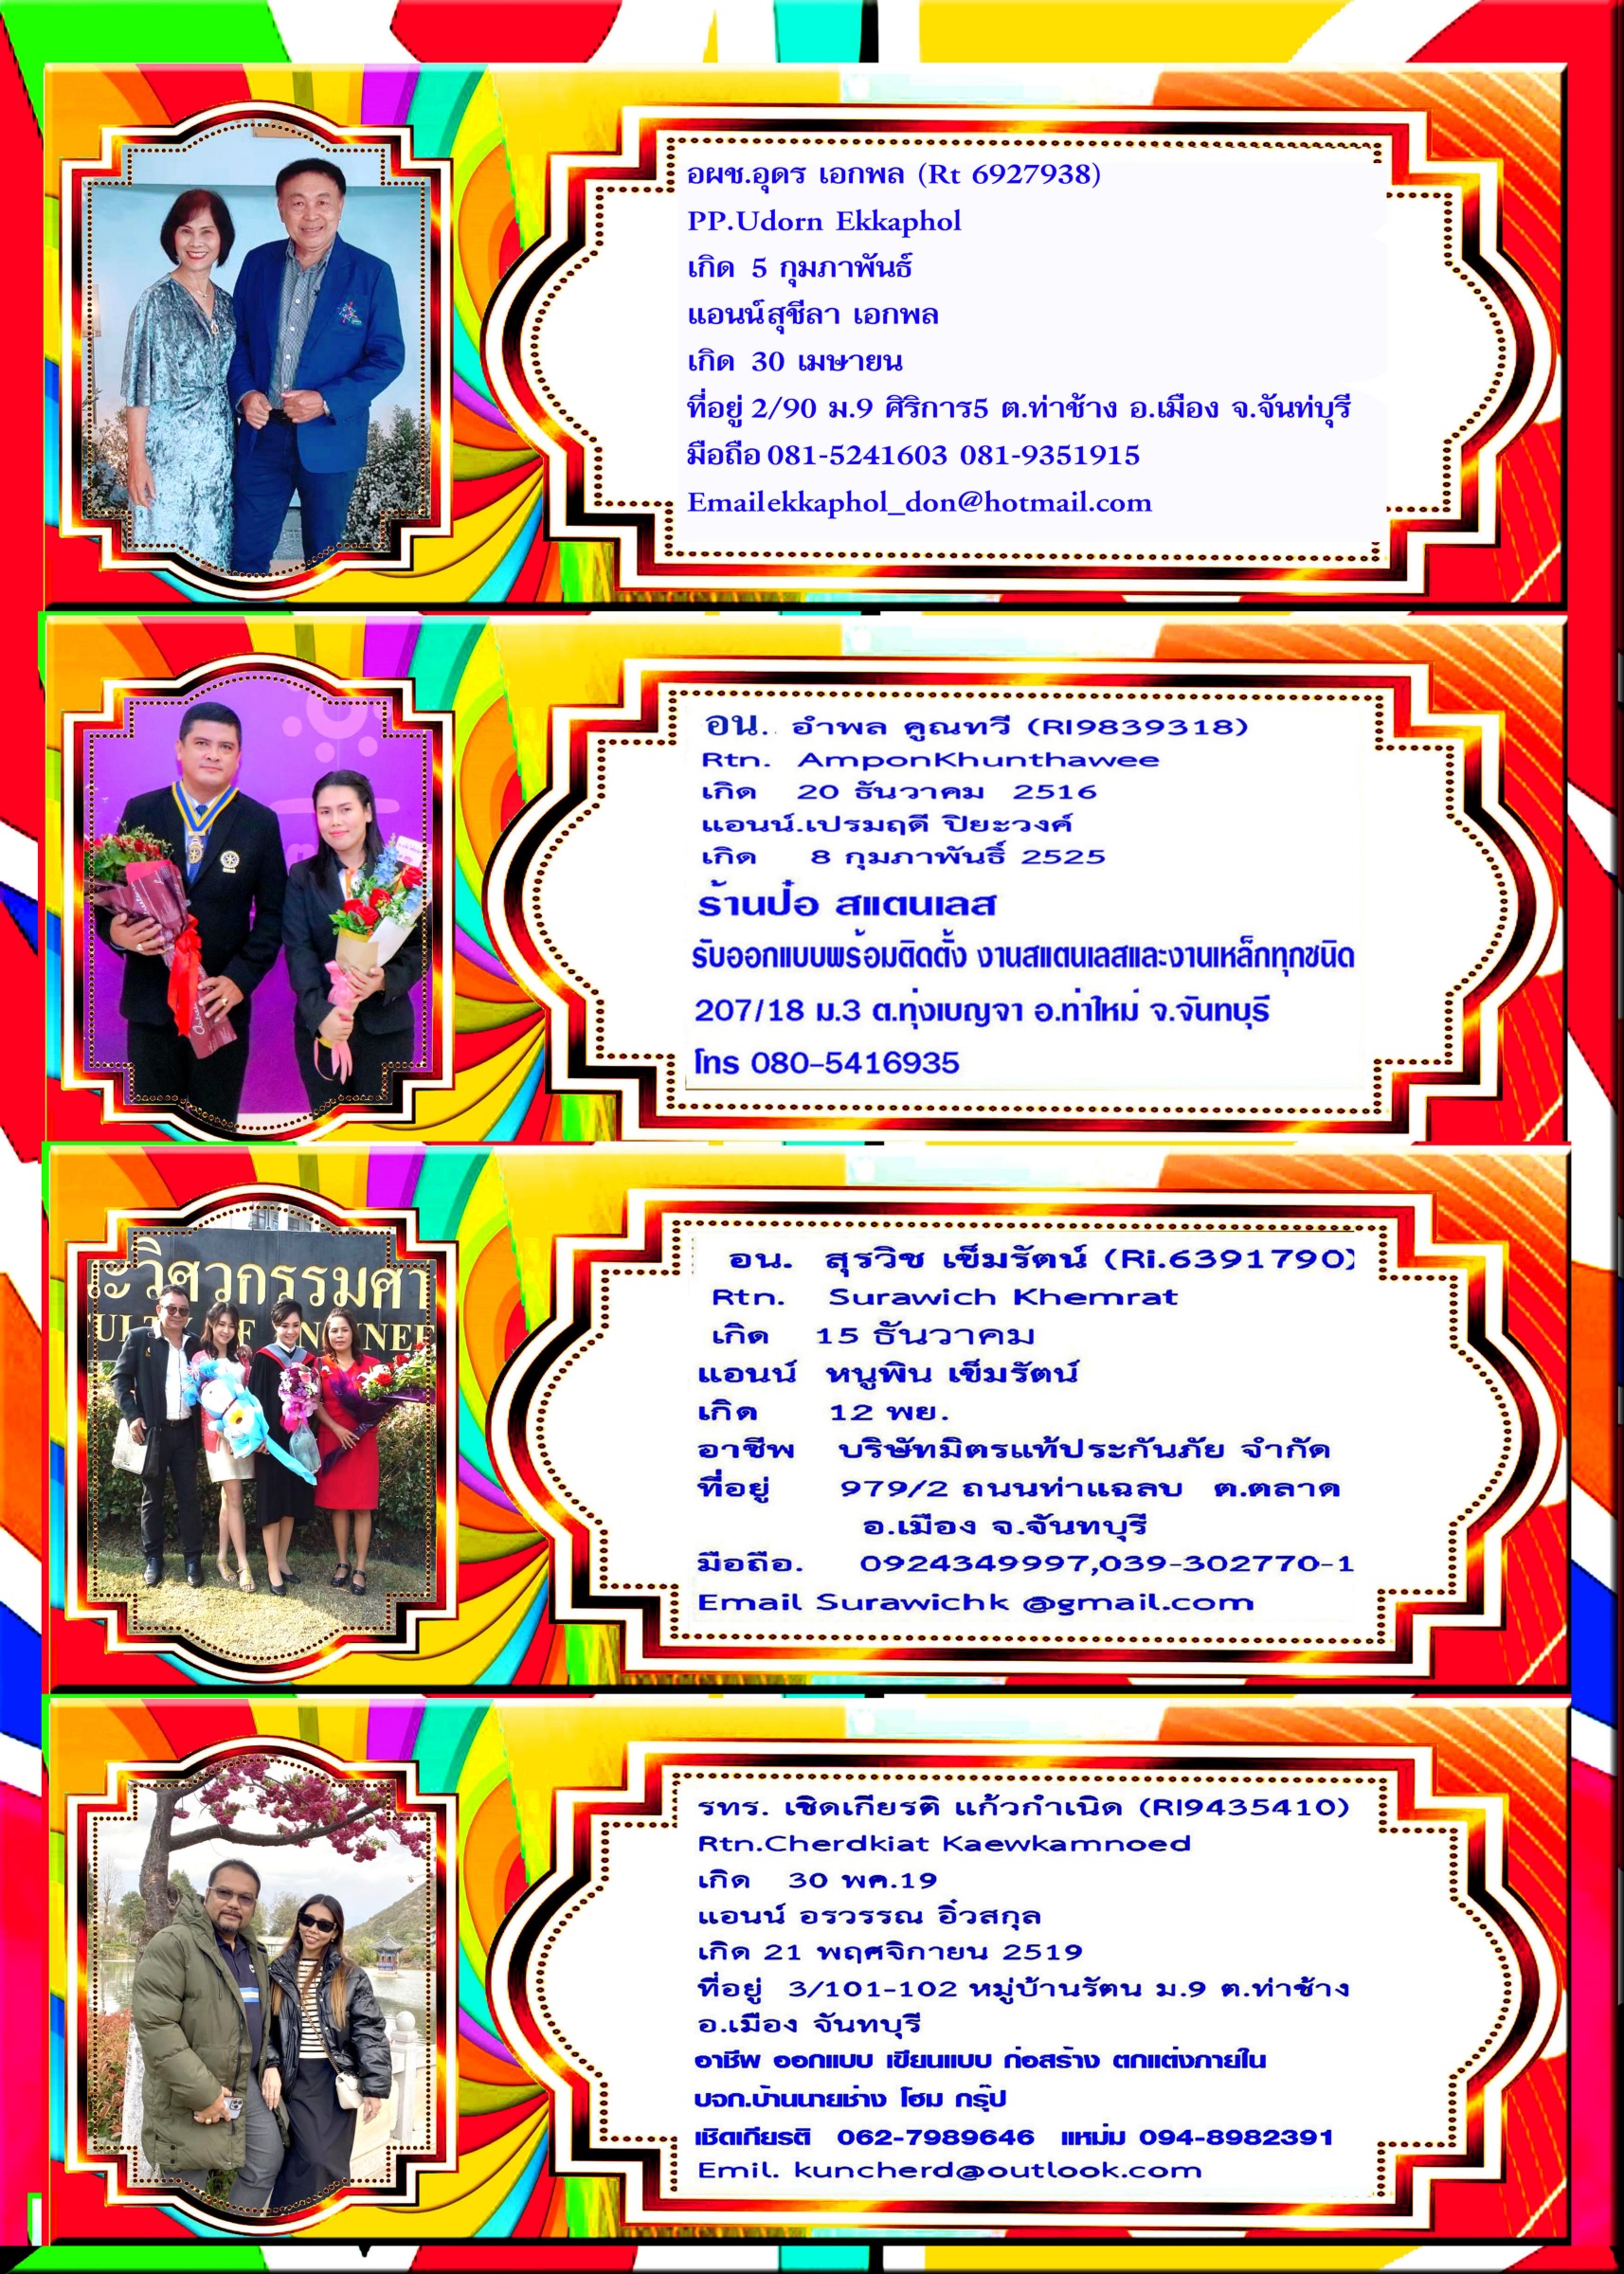 อผช.อุดร เอกพล (Rt 6927938)
PP.Udorn Ekkaphol
เกิด 5 กุมภาพันธ์
แอนน์สุชีลา เอกพล
เกิด 30 เมษายน
ที่อยู่ 2/90 ม.9 ศิริการ5 ต.ท่าช้าง อ.เมือง จ.จันท่บุรี
มือถือ 081-5241603 081-9351915
Emailekkaphol_don@hotmail.com
อน. อำพล คูณทวี (RI9839318)
Rtn. AmponKhunthawee
เกิด 20 ธันวาคม 2516
แอนน์.เปรมฤดี ปิยะวงค์
เกิด 8 กุมภาพันธิ์ 2525
ร้านป๋อ สแตนเลส
รับออกแบบพร้อมติดตั้ง งานสแตนเลสและงานเหล็กทุกชนิด
207/18 ม.3 ต.ทุ่งเบญจา อ.ท่าใหม่ จ.จันทบุรี
โทร 080-5416935
ะวิศวกรรมศา
ULTY OF ENGINEE
อน. สุรวิช เข็มรัตน์ (Ri.6391790)
Rtn. Surawich Khemrat
เกิด 15 ธันวาคม
แอนน์ หนูพิน เข็มรัตน์
เกิด 12 พย.
อาชีพ บริษัทมิตรแท้ประกันภัย จำกัด
ที่อยู่ 979/2 ถนนท่าแฉลบ ต.ตลาด
อ.เมือง จ.จันทบุรี
มือถือ. 0924349997,039-302770-1
Email Surawichk @gmail.com
รทร. เชิดเกียรติ แก้วกำเนิด (RI9435410)
Rtn.Cherdkiat Kaewkamnoed
เกิด 30 พค.19
แอนน์ อรวรรณ อิ๋วสกุล
เกิด 21 พฤศจิกายน 2519
ที่อยู่ 3/101-102 หมู่บ้านรัตน ม.9 ต.ท่าช้าง
อ.เมือง จันทบุรี
อาชีพ ออกแบบ เขียนแบบ ก่อสร้าง ตกแต่งภายใน
บจก.บ้านนายช่าง โฮม กรุ๊ป
เชิดเกียรติ 062-7989646 แหม่ม 094-8982391
Emil. kuncherd@outlook.com